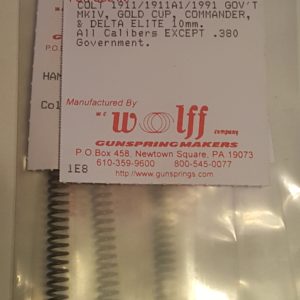 COLT 1911/1911A1/1991 GOV'T
MKIV, GOLD CUP, COMMANDER,
& DELTA ELITE 10mm.
All Calibers EXCEPT .380
Government.
HAN
Col
Manufactured By
W.C.
wolff
company
GUNSPRINGMAKERS
P.O Box 458, Newtown Square, PA 19073
610-359-9600 800-545-0077
http://www.gunsprings.com
1E8